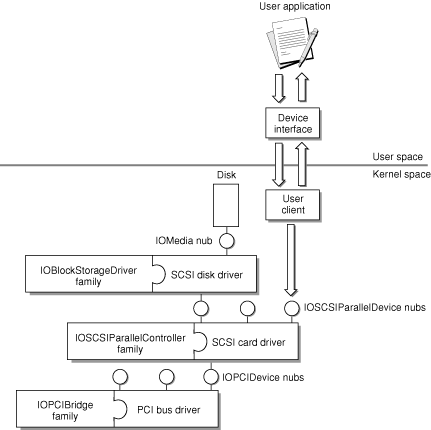 User application
Device
interface
User space
Kernel space
Disk
User
client
IOMedia nub
IOBlockStorageDriver
family
SCSI disk driver
IOSCSIParallelDevice nubs
IOSCSIParallelController
family
SCSI card driver
IOPCIDevice nubs
IOPCIBridge
family
PCI bus driver